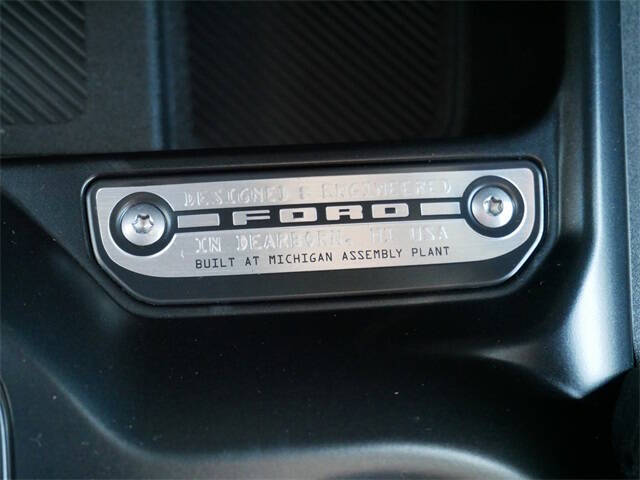 DESIGNED & ENGINEERED
FORD
IN DEARBORN, MI USA
BUILT AT MICHIGAN ASSEMBLY PLANT